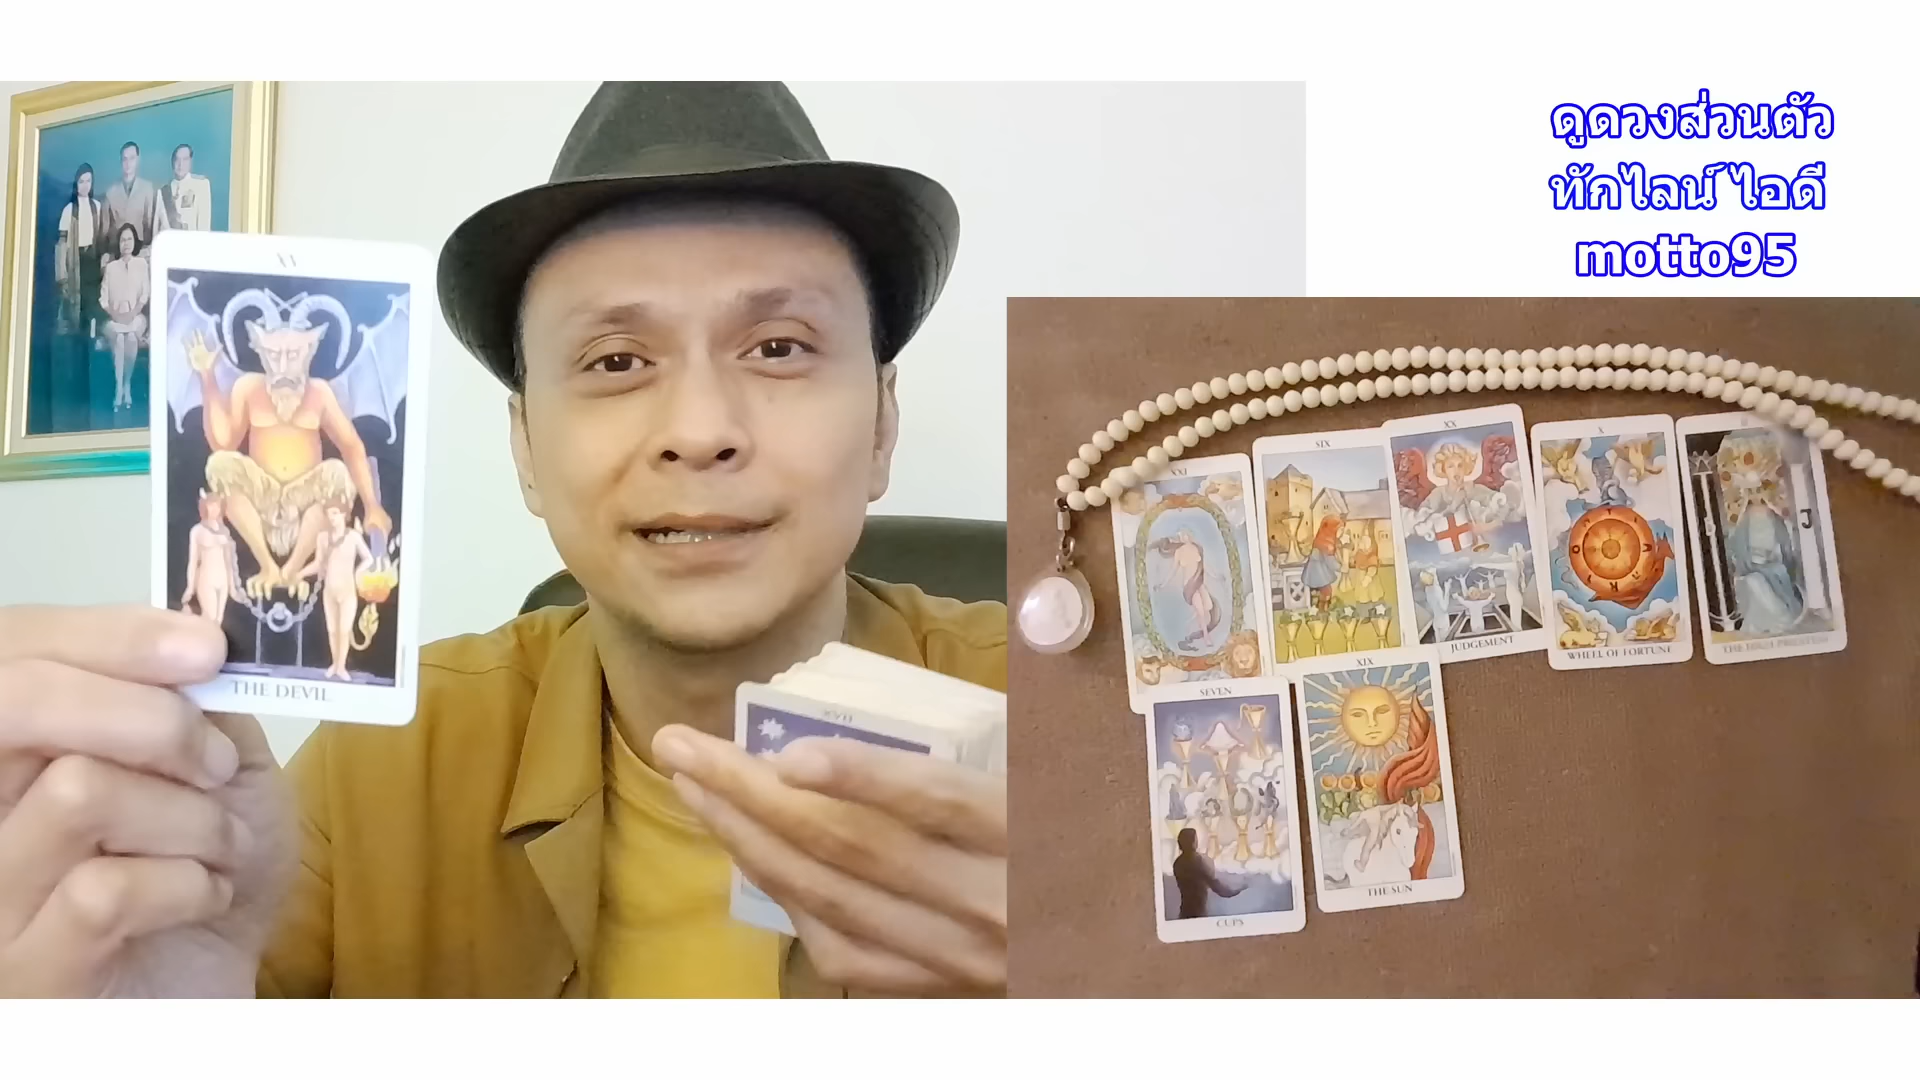 ดูดวงส่วนตัว
ทักไลน์ ไอดี
motto95
XV
THE DEVIL
XVII
XXI
SIX
XX
JUDGEMENT
X
WHEEL OF FORTUNE
J
THE HIGH PRIESTESS
SEVEN
CUPS
XIX
THE SUN